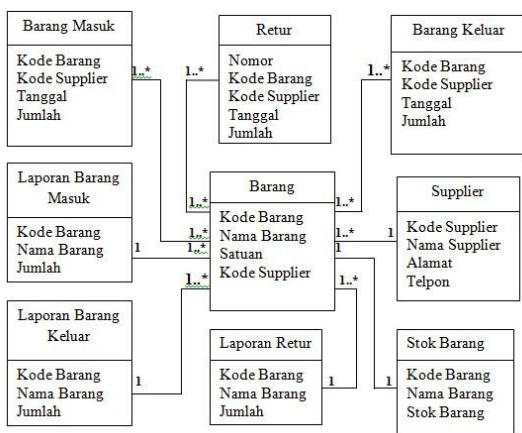 Barang Masuk
Kode Barang
Kode Supplier
Tanggal
Jumlah
1..*
Retur
Nomor
Kode Barang
Kode Supplier
Tanggal
Jumlah
1..*
Barang Keluar
Kode Barang
Kode Supplier
Tanggal
Jumlah
1..*
Laporan Barang
Masuk
Kode Barang
Nama Barang
Jumlah
1
Barang
Kode Barang
Nama Barang
Satuan
Kode Supplier
1..*
1..*
1..*
1..*
1..*
1..*
1
1..*
Supplier
Kode Supplier
Nama Supplier
Alamat
Telpon
1
Laporan Barang
Keluar
Kode Barang
Nama Barang
Jumlah
1
Laporan Retur
Kode Barang
Nama Barang
Jumlah
1
Stok Barang
Kode Barang
Nama Barang
Stok Barang
1